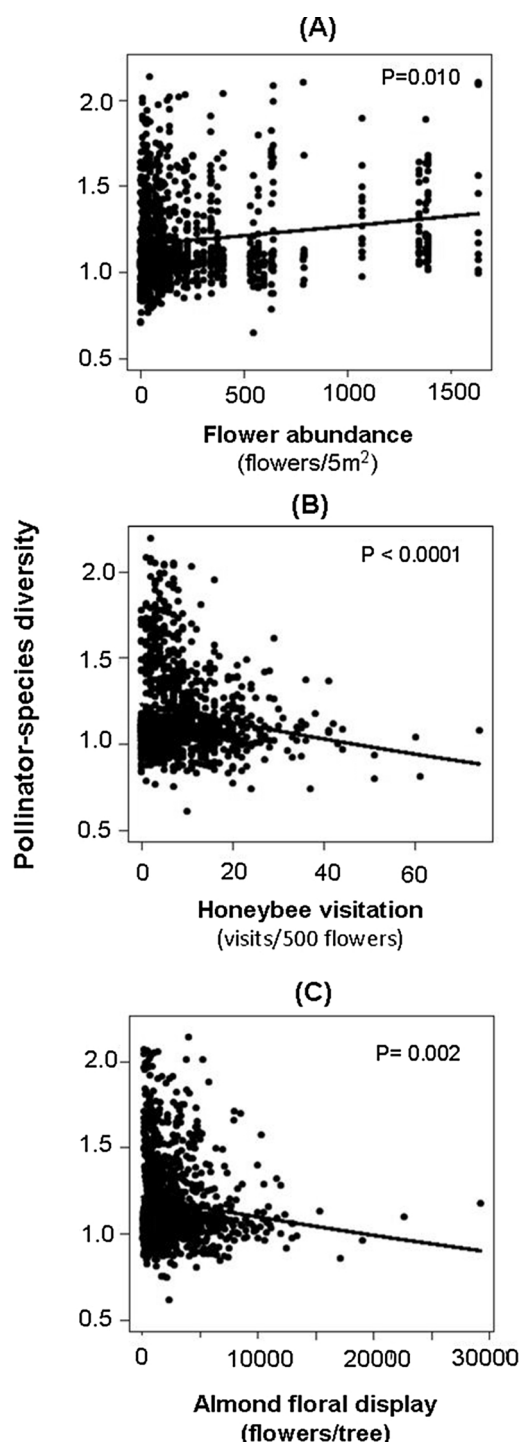 (A)
P=0.010
2.0
1.5
1.0
0.5
0 500 1000 1500
Flower abundance
(flowers/5m²)
Pollinator-species diversity
(B)
P < 0.0001
2.0
1.5
1.0
0.5
0 20 40 60
Honeybee visitation
(visits/500 flowers)
(C)
P= 0.002
2.0
1.5
1.0
0.5
0 10000 20000 30000
Almond floral display
(flowers/tree)